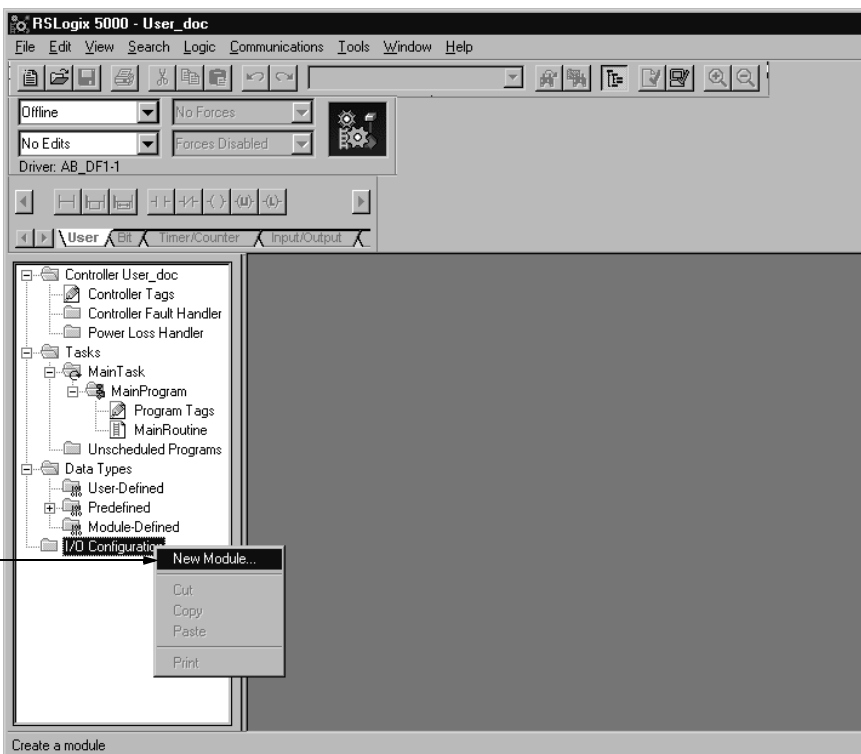 RSLogix 5000 - User_doc
File Edit View Search Logic Communications Tools Window Help
Offline No Forces
No Edits Forces Disabled
Driver: AB_DF1-1
User Bit Timer/Counter Input/Output
Controller User_doc
Controller Tags
Controller Fault Handler
Power Loss Handler
Tasks
MainTask
MainProgram
Program Tags
MainRoutine
Unscheduled Programs
Data Types
User-Defined
Predefined
Module-Defined
I/O Configuration
New Module...
Cut
Copy
Paste
Print
Create a module